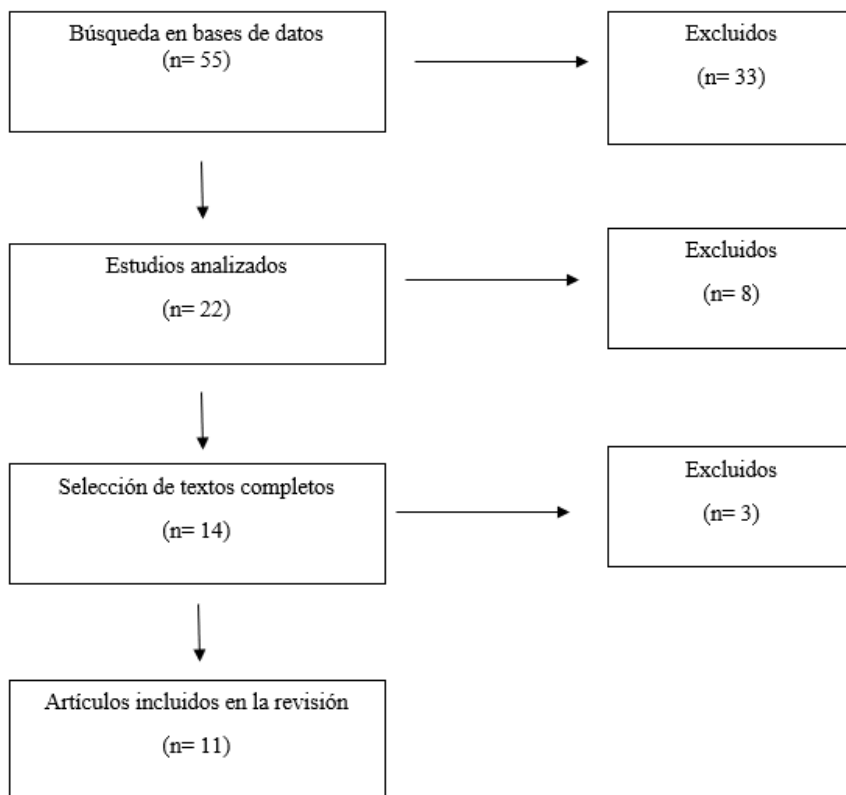 Búsqueda en bases de datos
(n= 55)
Excluidos
(n= 33)
Estudios analizados
(n= 22)
Excluidos
(n= 8)
Selección de textos completos
(n= 14)
Excluidos
(n= 3)
Artículos incluidos en la revisión
(n= 11)